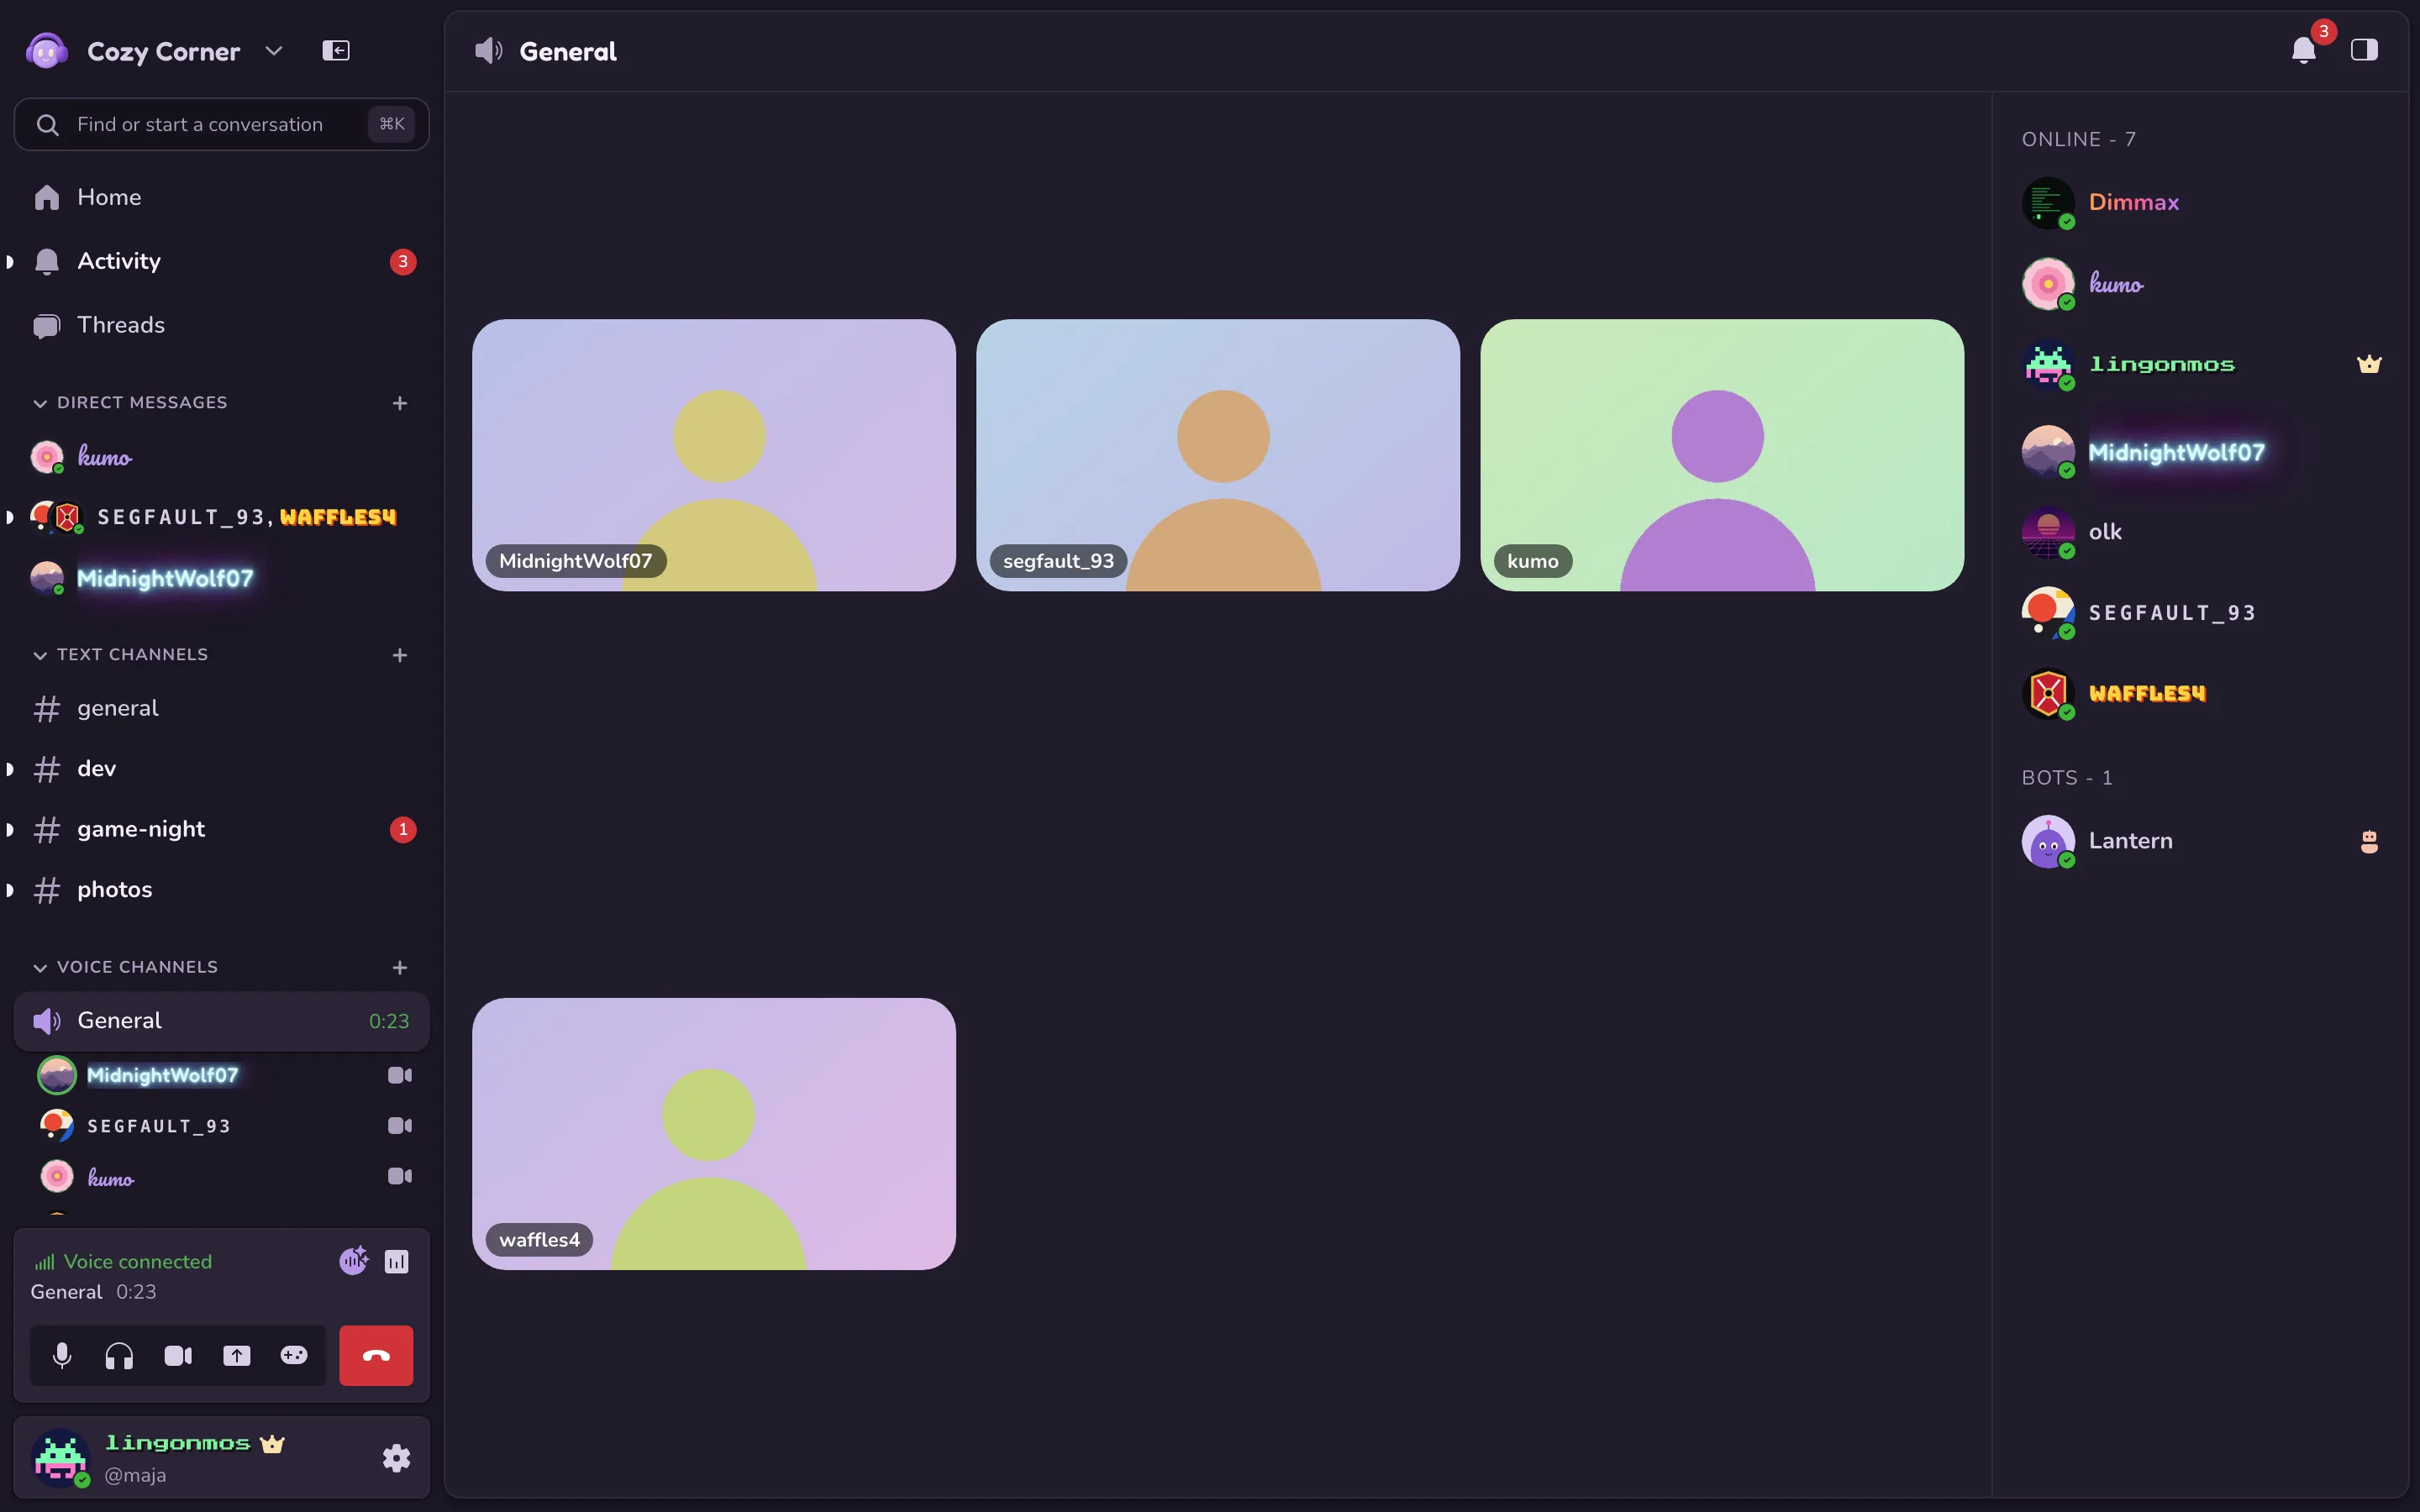 Cozy Corner
Find or start a conversation ⌘K
Home
Activity 3
Threads
DIRECT MESSAGES
kumo
SEGFAULT_93, WAFFLES4
MidnightWolf07
TEXT CHANNELS
general
dev
game-night 1
photos
VOICE CHANNELS
General 0:23
MidnightWolf07
SEGFAULT_93
kumo
Voice connected
General 0:23
lingonmos
@maja
General
3
MidnightWolf07
segfault_93
kumo
waffles4
ONLINE - 7
Dimmax
kumo
lingonmos
MidnightWolf07
olk
SEGFAULT_93
WAFFLES4
BOTS - 1
Lantern